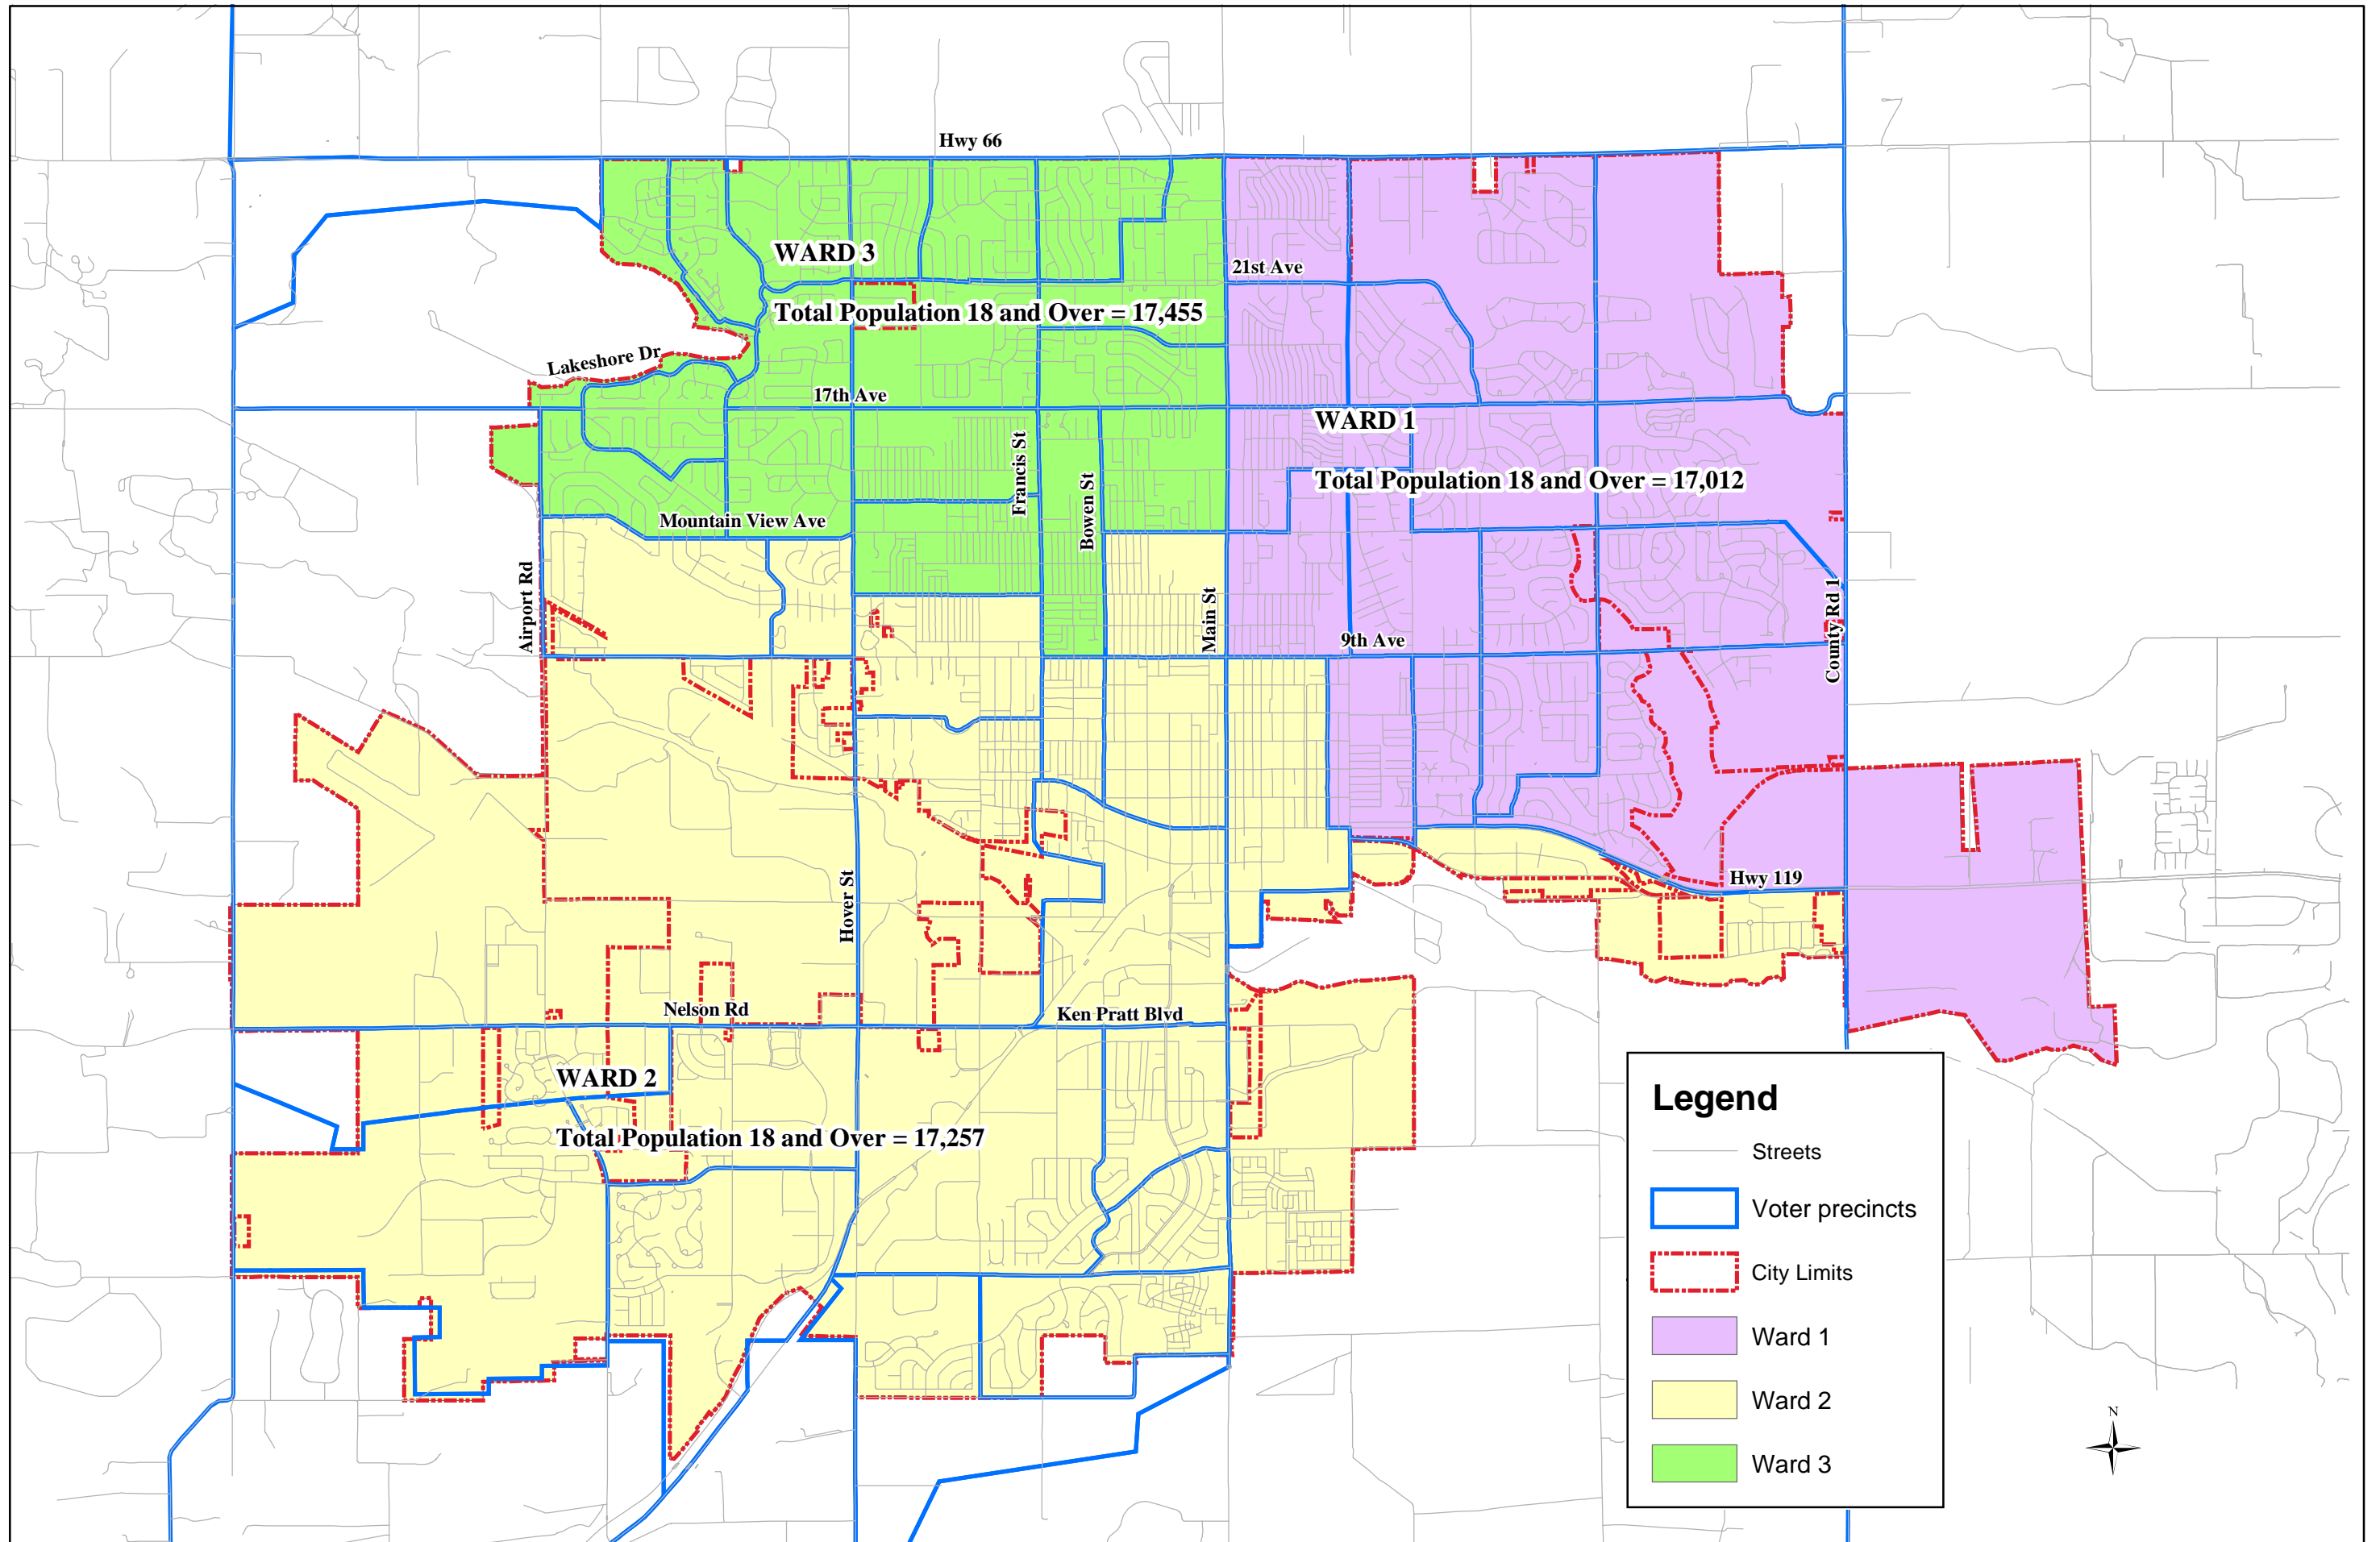 Hwy 66
WARD 3
21st Ave
Total Population 18 and Over = 17,455
Lakeshore Dr
17th Ave
WARD 1
Francis St
Total Population 18 and Over = 17,012
Bowen St
Mountain View Ave
Airport Rd
Main St
9th Ave
County Rd 1
Hover St
Hwy 119
Nelson Rd
Ken Pratt Blvd
WARD 2
Total Population 18 and Over = 17,257
Legend
Streets
Voter precincts
City Limits
Ward 1
Ward 2
Ward 3
N